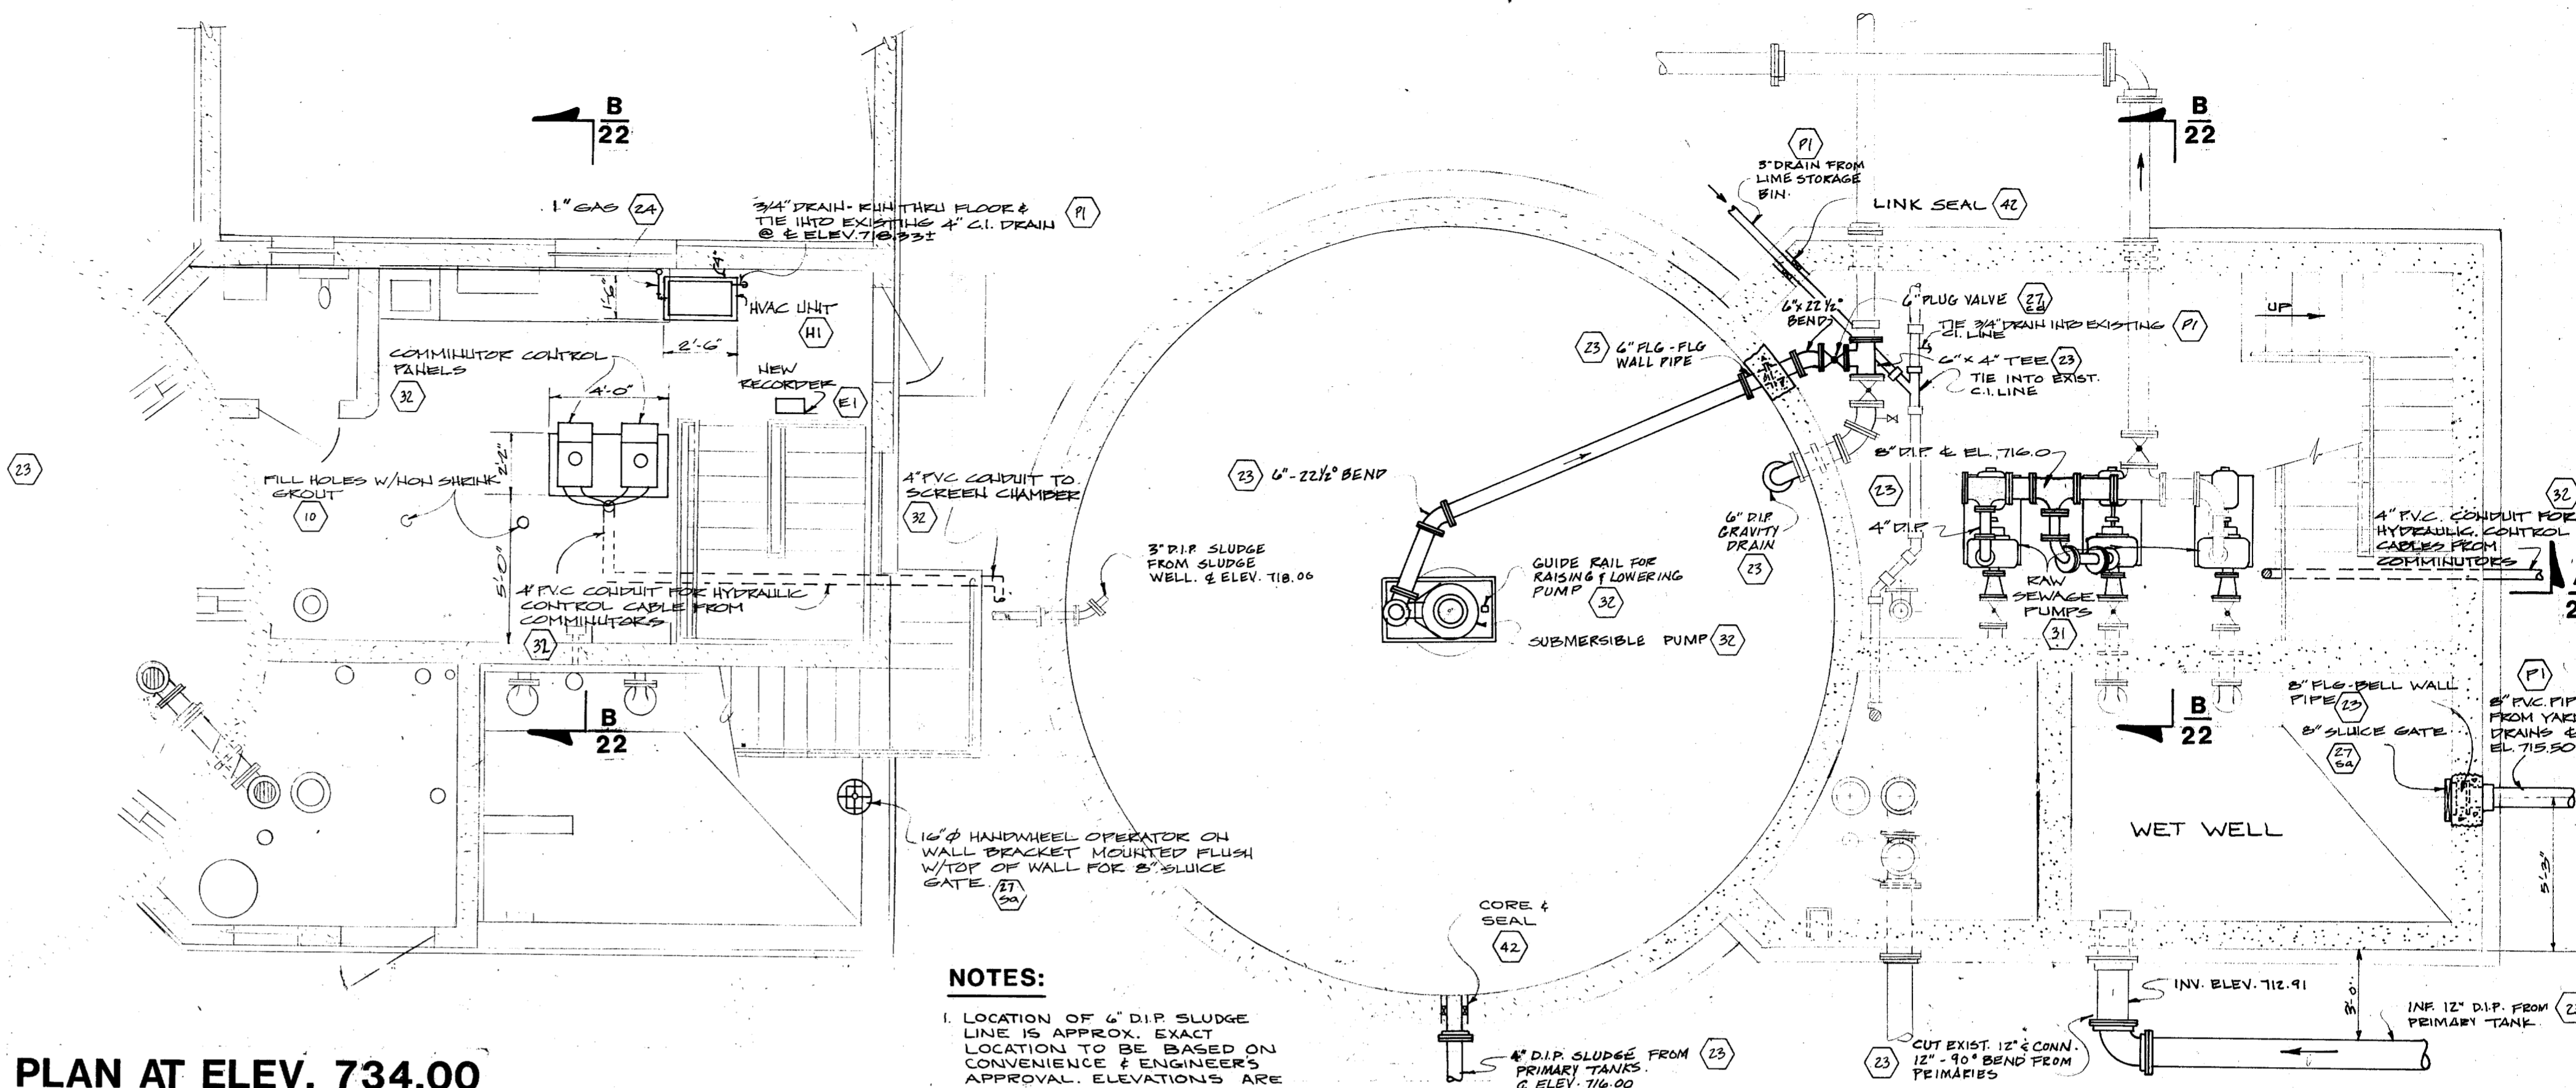 B
22
1" GAS 24
3/4" DRAIN- RUN THRU FLOOR &
TIE INTO EXISTING 4" C.I. DRAIN
@ ℄ ELEV. 718.33±
P1
4"
1'-6"
HVAC UNIT
H1
2'-6"
COMMINUTOR CONTROL
PANELS
32
4'-0"
NEW
RECORDER
E1
23
2'-2"
FILL HOLES W/NON SHRINK
GROUT
10
5'-0"
4" PVC CONDUIT TO
SCREEN CHAMBER
32
4" P.V.C CONDUIT FOR HYDRAULIC
CONTROL CABLE FROM
COMMINUTORS
32
6"
3" D.I.P. SLUDGE
FROM SLUDGE
WELL. ℄ ELEV. 718.06
B
22
16"Ø HANDWHEEL OPERATOR ON
WALL BRACKET MOUNTED FLUSH
W/TOP OF WALL FOR 8" SLUICE
GATE.
27
5a
PLAN AT ELEV. 734.00
NOTES:
1. LOCATION OF 6" D.I.P. SLUDGE
LINE IS APPROX. EXACT
LOCATION TO BE BASED ON
CONVENIENCE & ENGINEER'S
APPROVAL. ELEVATIONS ARE
B
22
P1
3" DRAIN FROM
LIME STORAGE
BIN.
LINK SEAL 42
6" x 22 1/2°
BEND
6" PLUG VALVE
27
TIE 3/4" DRAIN INTO EXISTING
C.I. LINE
P1
6" x 4" TEE 23
TIE INTO EXIST.
C.I. LINE
23 6" FLG-FLG
WALL PIPE
UP
23 6"-22 1/2° BEND
8" D.I.P. ℄ EL. 716.0
23
4" D.I.P.
6" D.I.P.
GRAVITY
DRAIN
23
GUIDE RAIL FOR
RAISING & LOWERING
PUMP
32
SUBMERSIBLE PUMP 32
RAW
SEWAGE
PUMPS
31
32
4" P.V.C. CONDUIT FOR
HYDRAULIC CONTROL
CABLES FROM
COMMINUTORS
B
22
8" FLG-BELL WALL
PIPE 23
8" SLUICE GATE
27
5a
P1
8" P.V.C. PIP
FROM YAR
DRAINS ℄
EL. 715.50
WET WELL
5'-3"
CORE &
SEAL
42
4" D.I.P. SLUDGE FROM 23
PRIMARY TANKS.
℄ ELEV. 716.00
INV. ELEV. 712.91
3'-0"
INF. 12" D.I.P. FROM
PRIMARY TANK.
23 CUT EXIST. 12" & CONN.
12"-90° BEND FROM
PRIMARIES